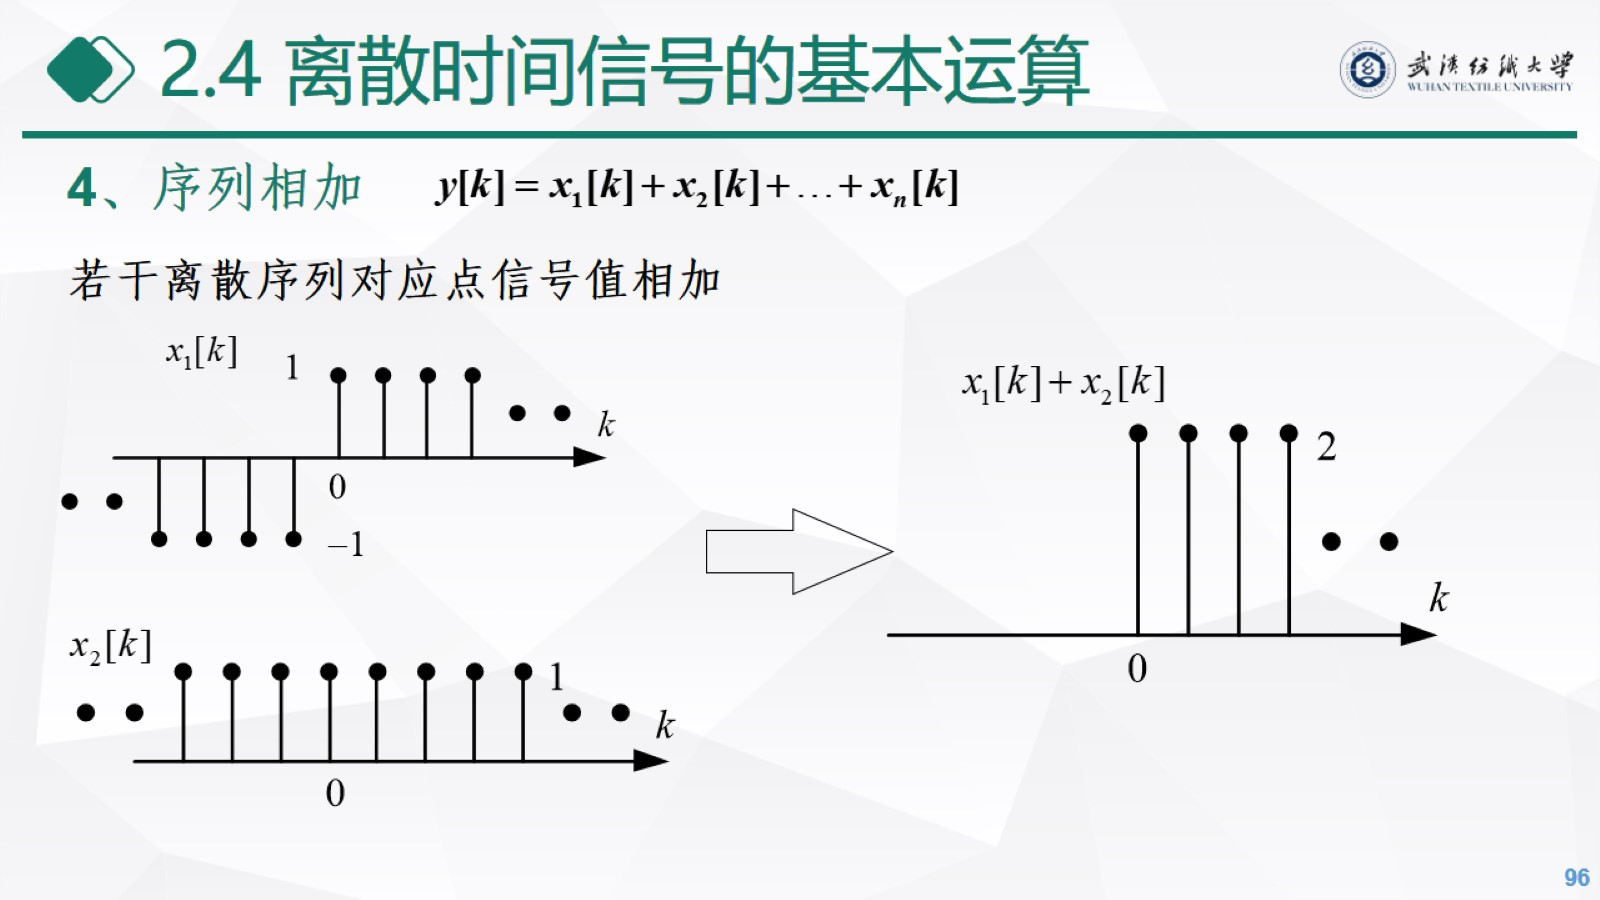 2.4 离散时间信号的基本运算
武汉纺织大学
WUHAN TEXTILE UNIVERSITY
4、序列相加 y[k] = x₁[k] + x₂[k] + … + xₙ[k]
若干离散序列对应点信号值相加
x₁[k]
1
k
0
−1
x₂[k]
1
k
0
x₁[k] + x₂[k]
2
k
0
96